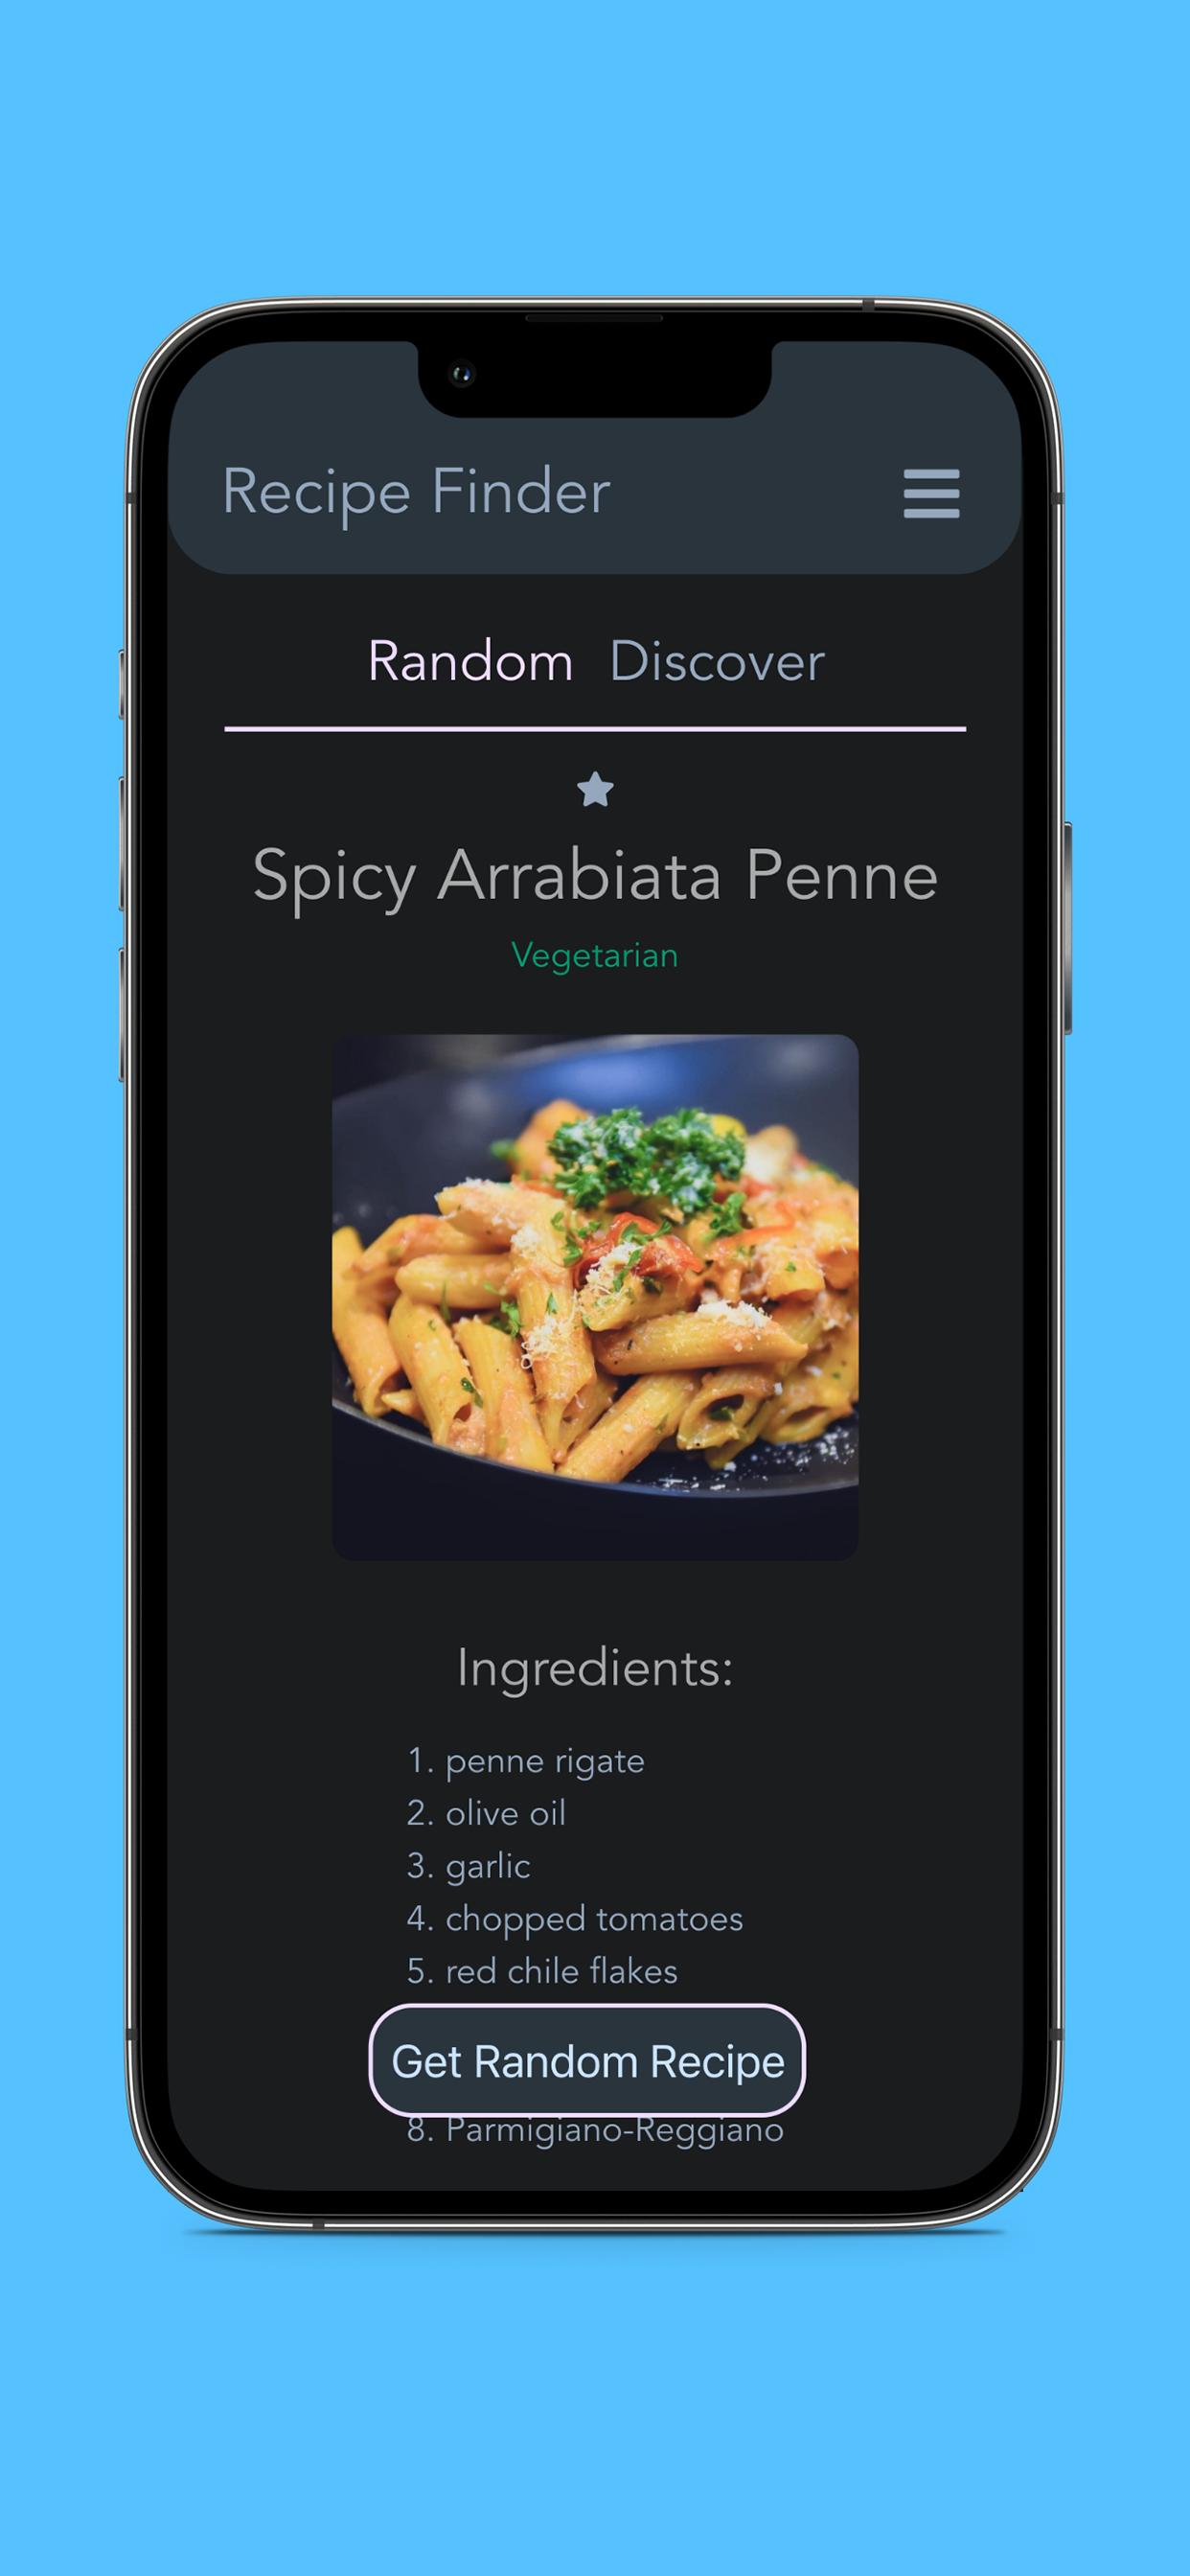 Recipe Finder
Random Discover
Spicy Arrabiata Penne
Vegetarian
Ingredients:
1. penne rigate
2. olive oil
3. garlic
4. chopped tomatoes
5. red chile flakes
Get Random Recipe
8. Parmigiano-Reggiano